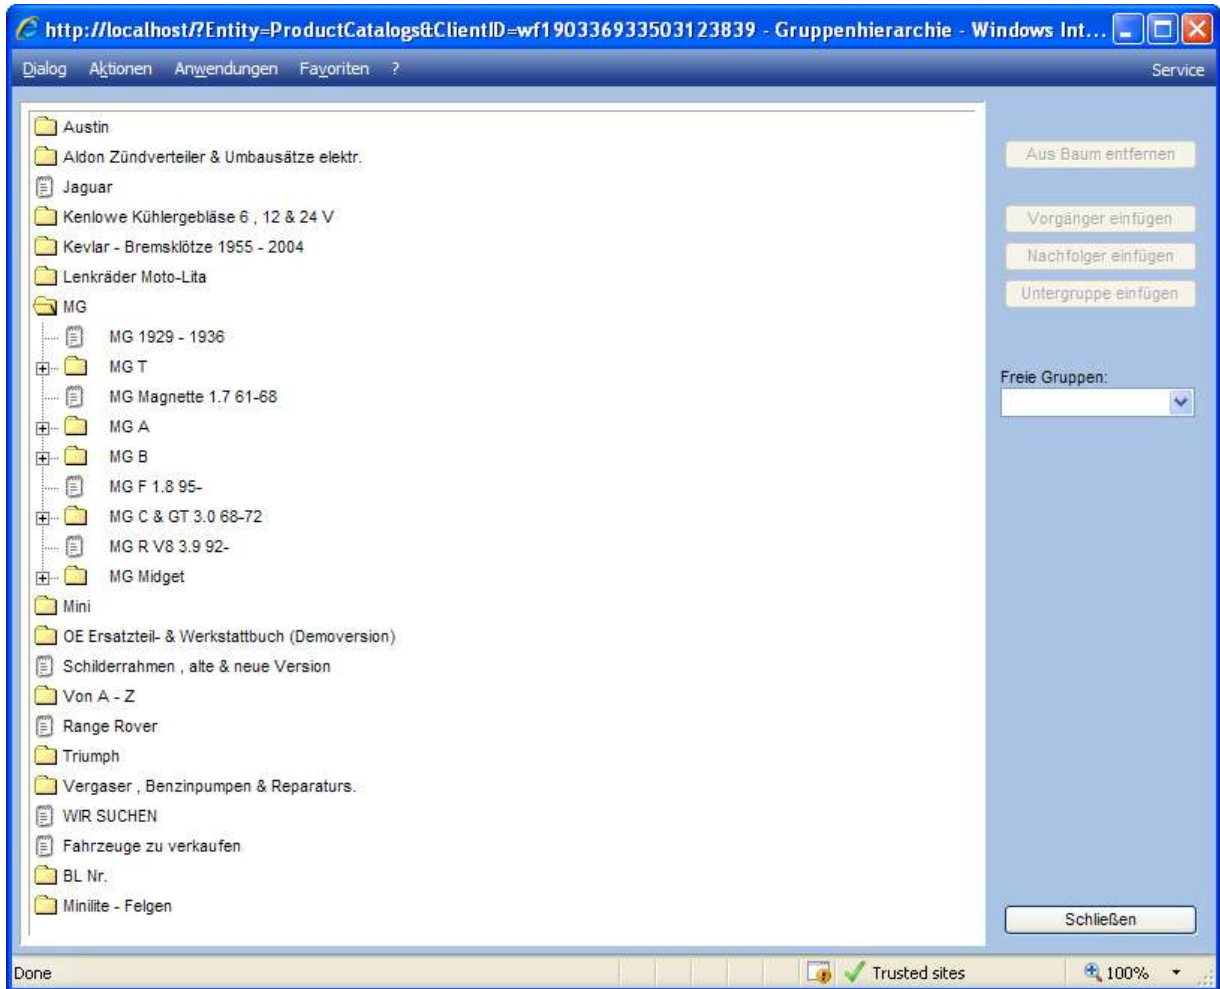 http://localhost/?Entity=ProductCatalogs&ClientID=wf190336933503123839 - Gruppenhierarchie - Windows Int...
Dialog Aktionen Anwendungen Favoriten ? Service
Austin
Aldon Zündverteiler & Umbausätze elektr.
Jaguar
Kenlowe Kühlergebläse 6 , 12 & 24 V
Kevlar - Bremsklötze 1955 - 2004
Lenkräder Moto-Lita
MG
MG 1929 - 1936
MG T
MG Magnette 1.7 61-68
MG A
MG B
MG F 1.8 95-
MG C & GT 3.0 68-72
MG R V8 3.9 92-
MG Midget
Mini
OE Ersatzteil- & Werkstattbuch (Demoversion)
Schilderrahmen , alte & neue Version
Von A - Z
Range Rover
Triumph
Vergaser , Benzinpumpen & Reparaturs.
WIR SUCHEN
Fahrzeuge zu verkaufen
BL Nr.
Minilite - Felgen
Aus Baum entfernen
Vorgänger einfügen
Nachfolger einfügen
Untergruppe einfügen
Freie Gruppen:
Schließen
Done Trusted sites 100%